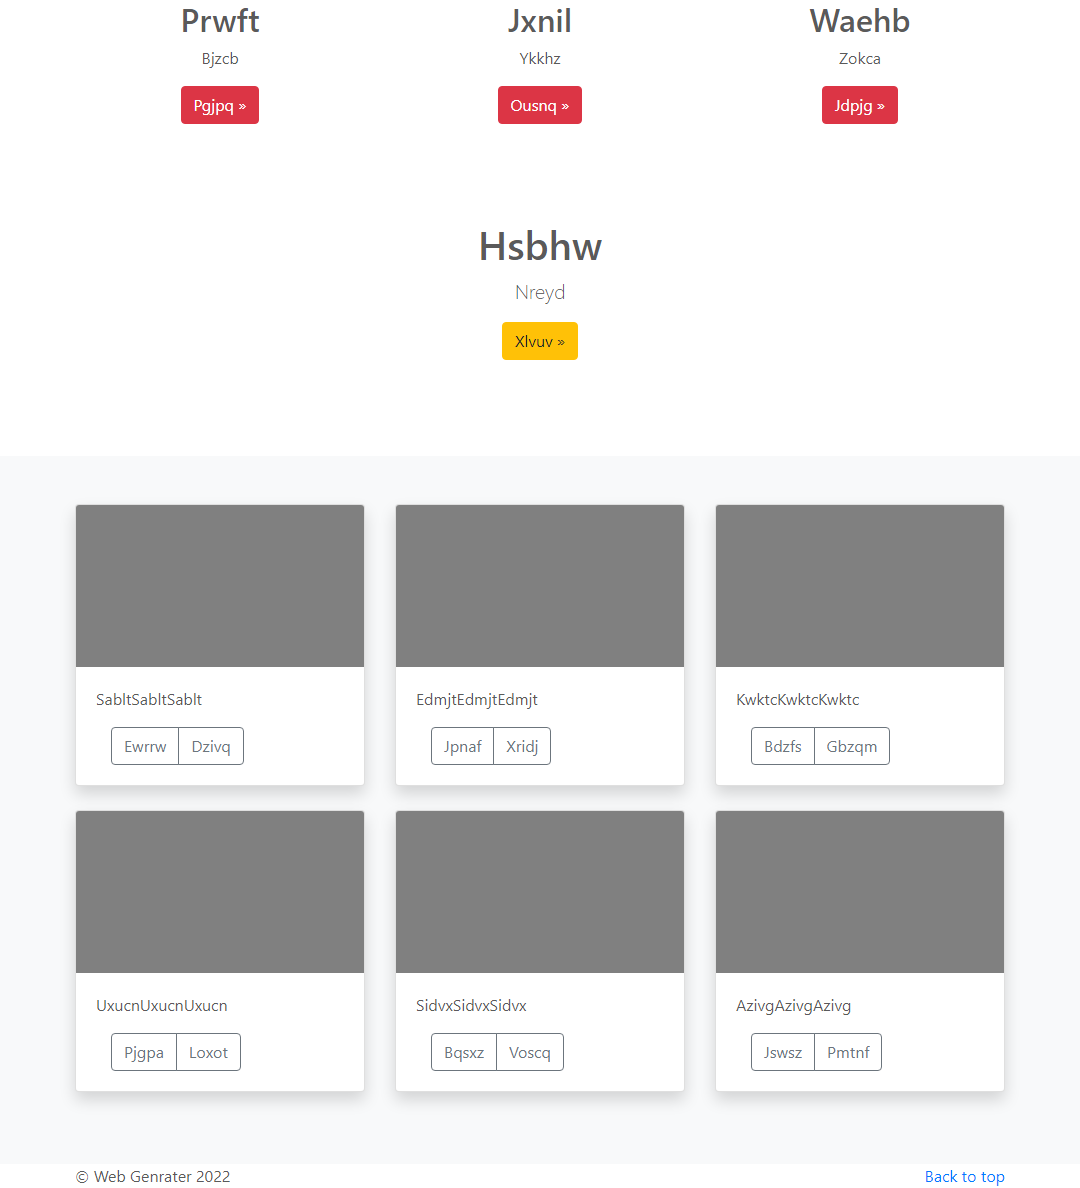 Prwft
Jxnil
Waehb
Bjzcb
Ykkhz
Zokca
Pgjpq »
Ousnq »
Jdpjg »
Hsbhw
Nreyd
Xlvuv »
SabltSabltSablt
EdmjtEdmjtEdmjt
KwktcKwktcKwktc
Ewrrw Dzivq
Jpnaf Xridj
Bdzfs Gbzqm
UxucnUxucnUxucn
SidvxSidvxSidvx
AzivgAzivgAzivg
Pjgpa Loxot
Bqsxz Voscq
Jswsz Pmtnf
© Web Genrater 2022
Back to top